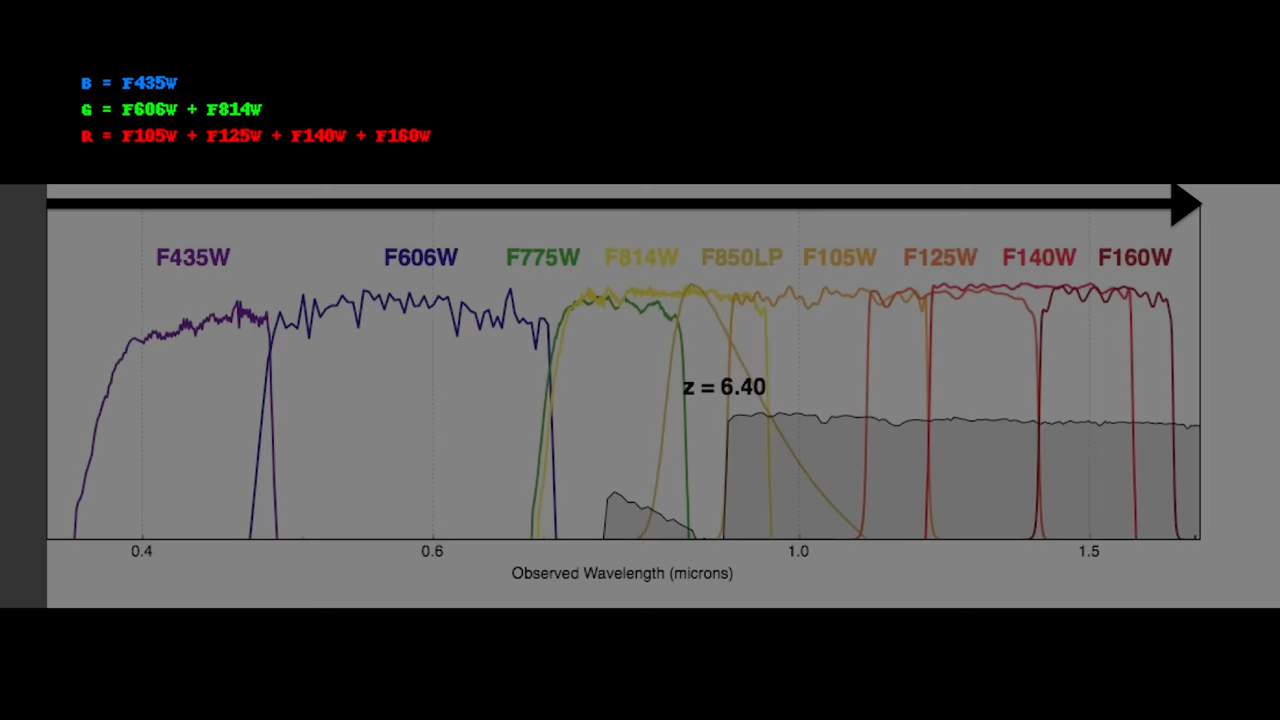 B = F435W
G = F606W + F814W
R = F105W + F125W + F140W + F160W
F435W F606W F775W F814W F850LP F105W F125W F140W F160W
z = 6.40
0.4 0.6 1.0 1.5
Observed Wavelength (microns)